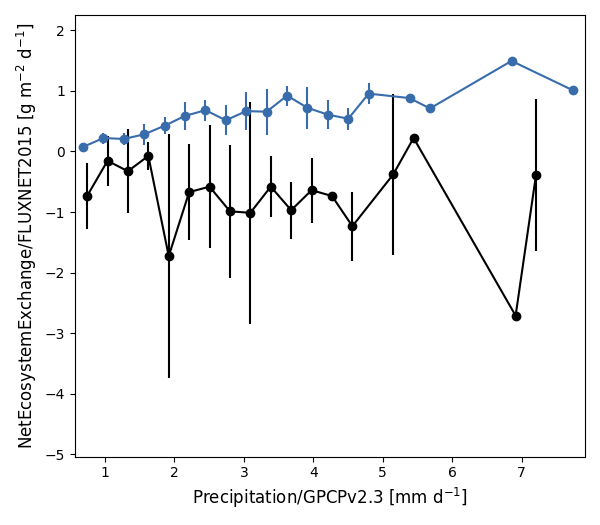 NetEcosystemExchange/FLUXNET2015 [g m⁻² d⁻¹]
2
1
0
−1
−2
−3
−4
−5
1 2 3 4 5 6 7
Precipitation/GPCPv2.3 [mm d⁻¹]